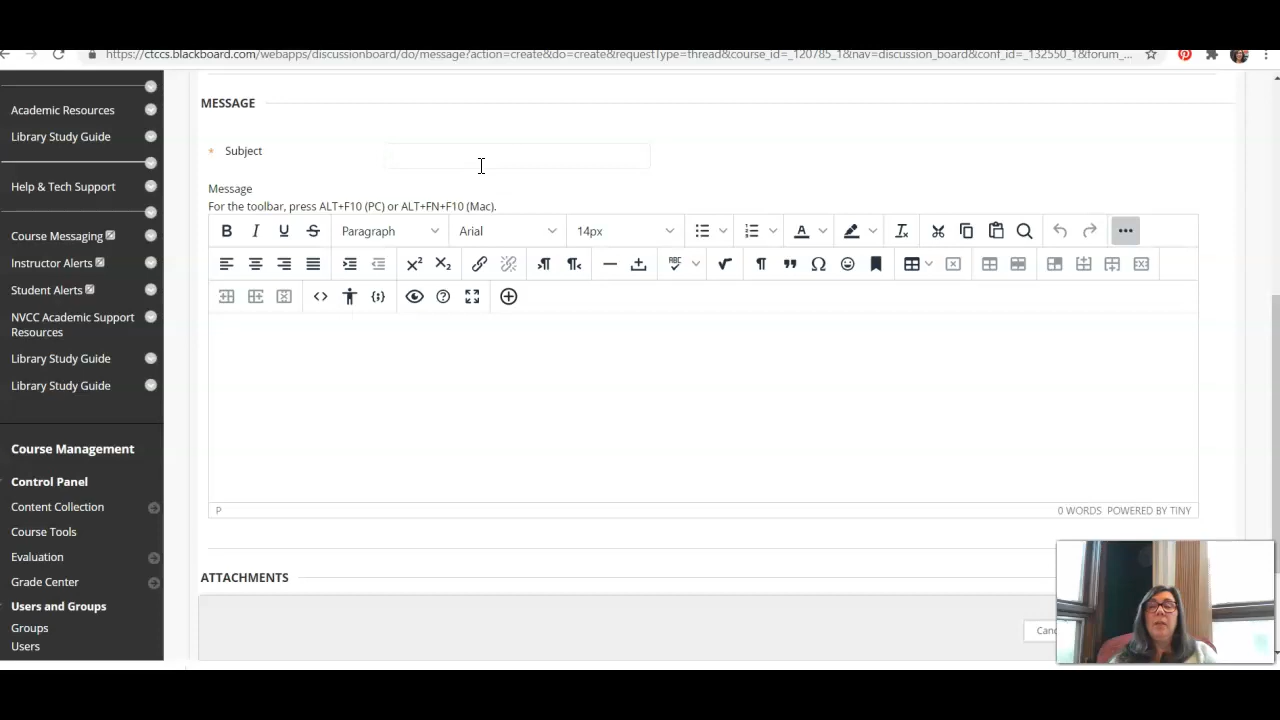 https://ctccs.blackboard.com/webapps/discussionboard/do/message?action=create&do=create&requestType=thread&course_id=_120785_1&nav=discussion_board&conf_id=_132550_1&forum_...
Academic Resources
Library Study Guide
Help & Tech Support
Course Messaging
Instructor Alerts
Student Alerts
NVCC Academic Support
Resources
Library Study Guide
Library Study Guide
Course Management
Control Panel
Content Collection
Course Tools
Evaluation
Grade Center
Users and Groups
Groups
Users
MESSAGE
* Subject
Message
For the toolbar, press ALT+F10 (PC) or ALT+FN+F10 (Mac).
B I U S Paragraph Arial 14px
P
0 WORDS POWERED BY TINY
ATTACHMENTS
Canc